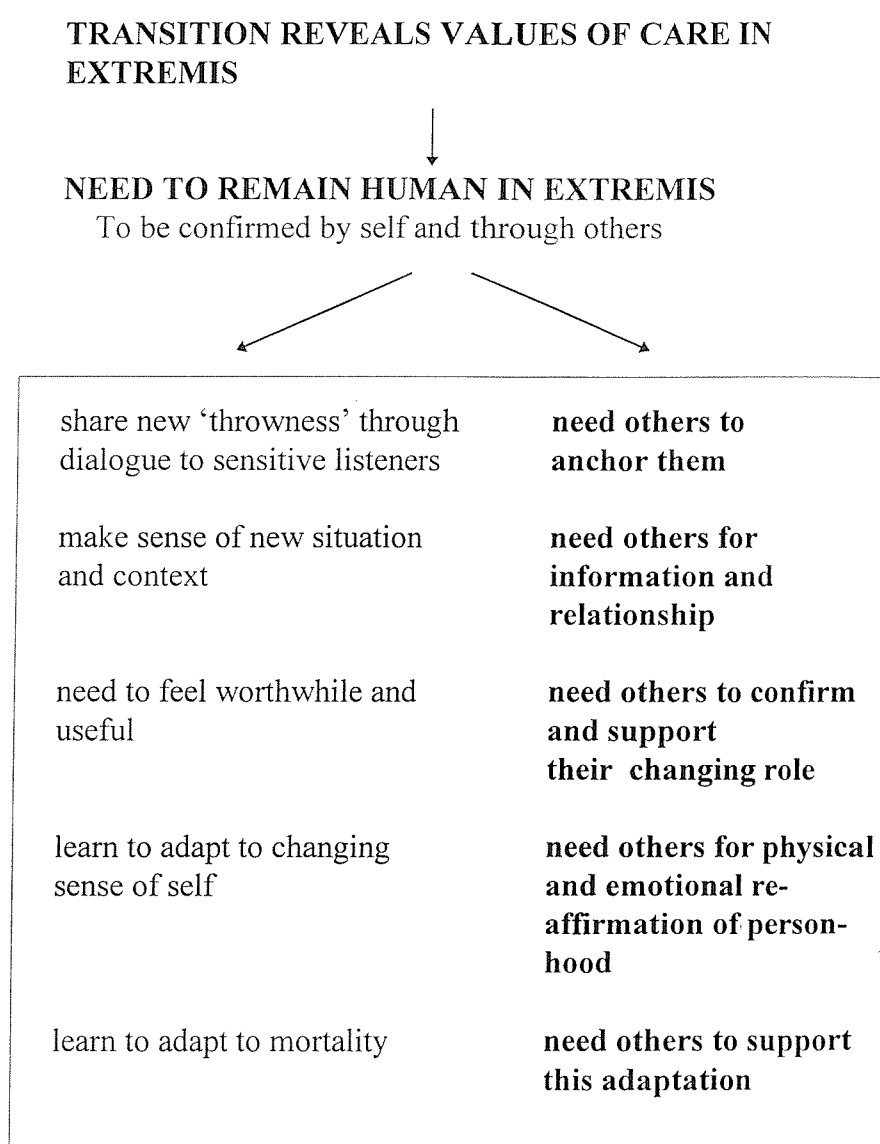 TRANSITION REVEALS VALUES OF CARE IN
EXTREMIS
NEED TO REMAIN HUMAN IN EXTREMIS
To be confirmed by self and through others
share new ‘throwness’ through
dialogue to sensitive listeners
need others to
anchor them
make sense of new situation
and context
need others for
information and
relationship
need to feel worthwhile and
useful
need others to confirm
and support
their changing role
learn to adapt to changing
sense of self
need others for physical
and emotional re-
affirmation of person-
hood
learn to adapt to mortality
need others to support
this adaptation